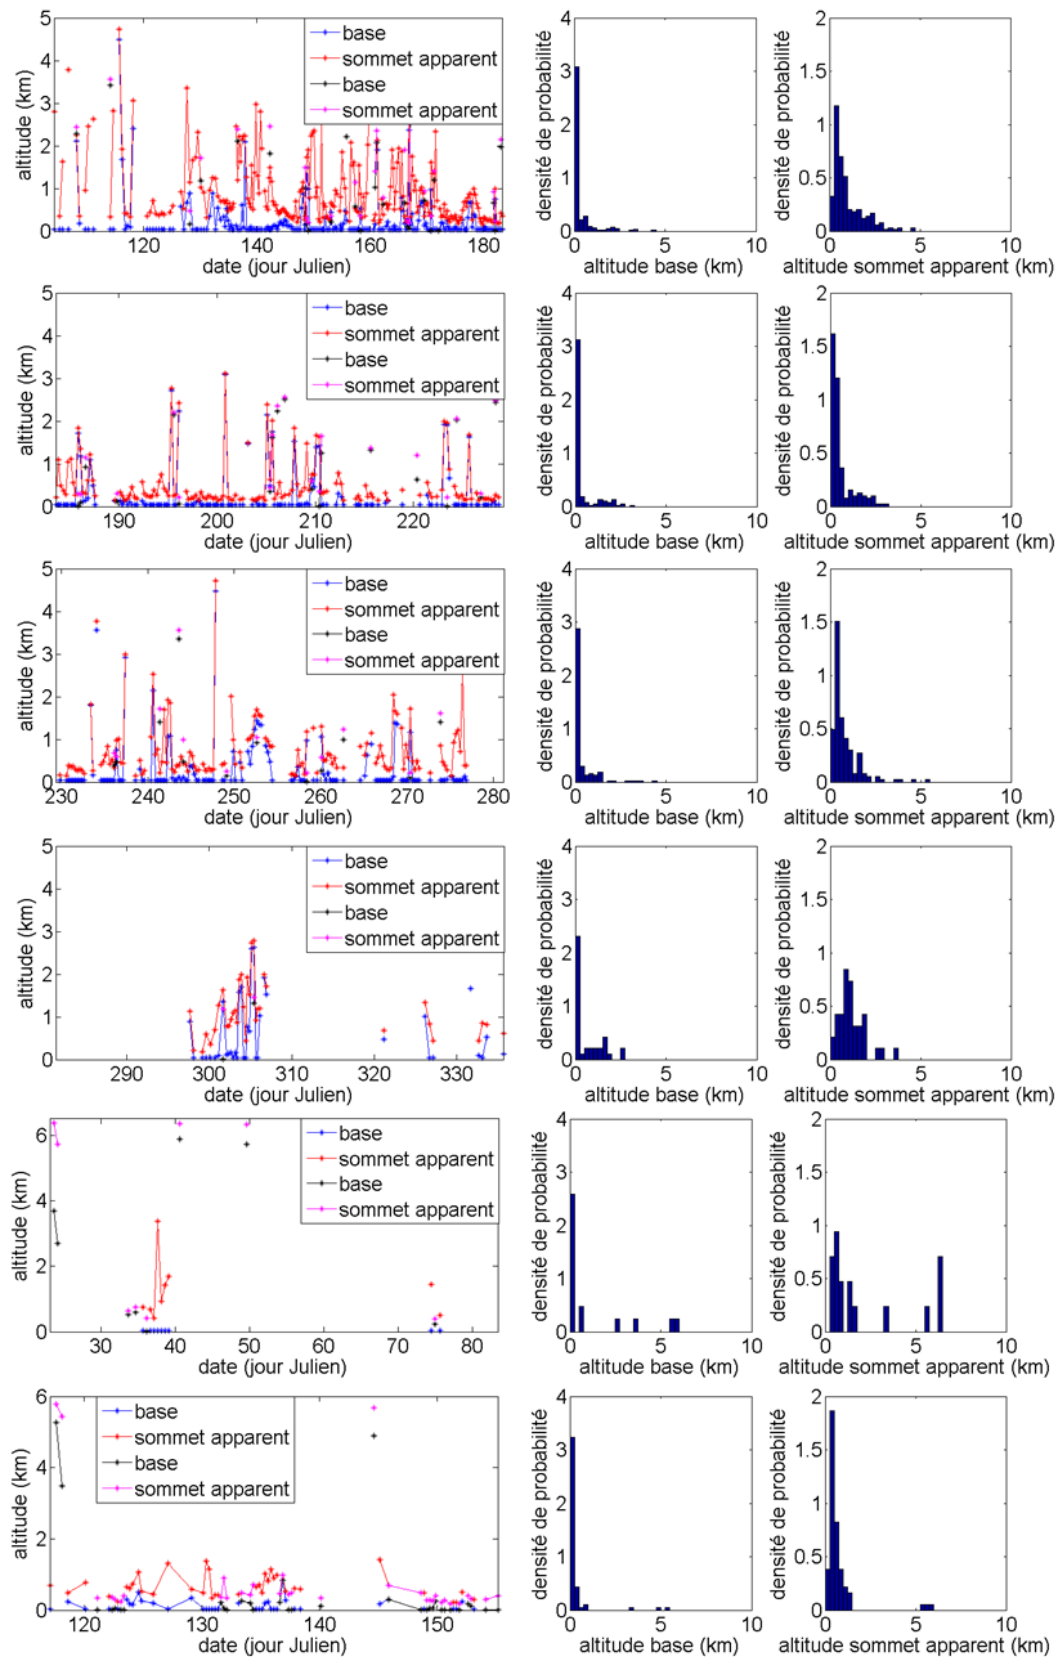 5
4
3
2
1
0
altitude (km)
base
sommet apparent
base
sommet apparent
120 140 160 180
date (jour Julien)
4
3
2
1
0
densité de probabilité
0 5 10
altitude base (km)
2
1.5
1
0.5
0
densité de probabilité
0 5 10
altitude sommet apparent (km)
5
4
3
2
1
0
altitude (km)
base
sommet apparent
base
sommet apparent
190 200 210 220
date (jour Julien)
4
3
2
1
0
densité de probabilité
0 5 10
altitude base (km)
2
1.5
1
0.5
0
densité de probabilité
0 5 10
altitude sommet apparent (km)
5
4
3
2
1
0
altitude (km)
base
sommet apparent
base
sommet apparent
230 240 250 260 270 280
date (jour Julien)
4
3
2
1
0
densité de probabilité
0 5 10
altitude base (km)
2
1.5
1
0.5
0
densité de probabilité
0 5 10
altitude sommet apparent (km)
5
4
3
2
1
0
altitude (km)
base
sommet apparent
base
sommet apparent
290 300 310 320 330
date (jour Julien)
4
3
2
1
0
densité de probabilité
0 5 10
altitude base (km)
2
1.5
1
0.5
0
densité de probabilité
0 5 10
altitude sommet apparent (km)
6
4
2
0
altitude (km)
base
sommet apparent
base
sommet apparent
30 40 50 60 70 80
date (jour Julien)
4
3
2
1
0
densité de probabilité
0 5 10
altitude base (km)
2
1.5
1
0.5
0
densité de probabilité
0 5 10
altitude sommet apparent (km)
6
4
2
0
altitude (km)
base
sommet apparent
base
sommet apparent
120 130 140 150
date (jour Julien)
4
3
2
1
0
densité de probabilité
0 5 10
altitude base (km)
2
1.5
1
0.5
0
densité de probabilité
0 5 10
altitude sommet apparent (km)